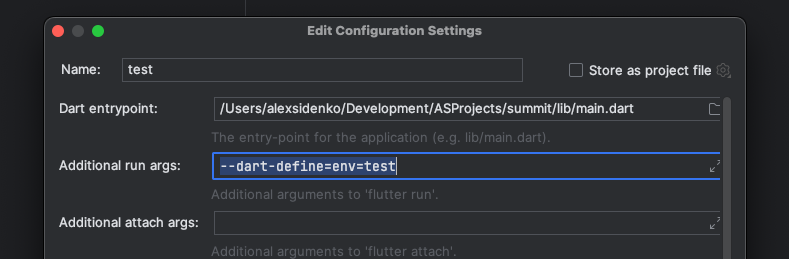 Edit Configuration Settings
Name: test Store as project file
Dart entrypoint: /Users/alexsidenko/Development/ASProjects/summit/lib/main.dart
The entry-point for the application (e.g. lib/main.dart).
Additional run args: --dart-define=env=test
Additional arguments to 'flutter run'.
Additional attach args:
Additional arguments to 'flutter attach'.